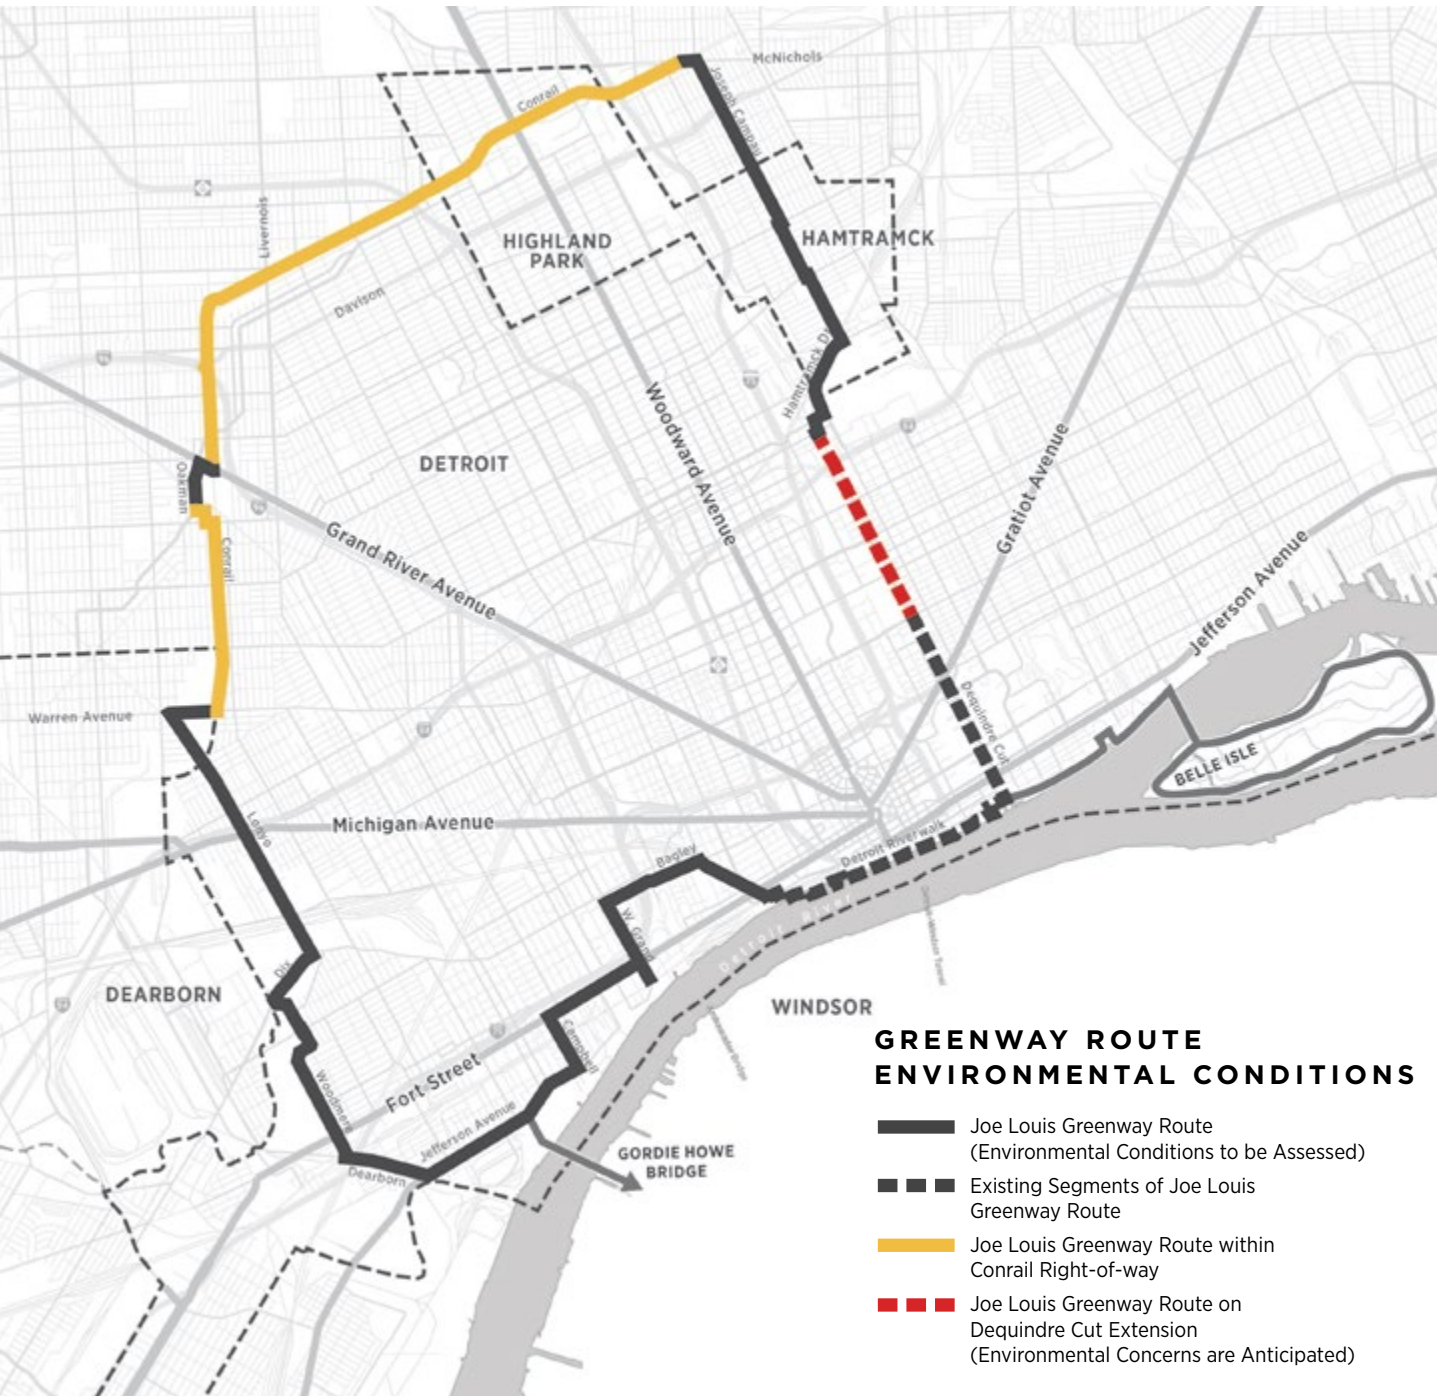 McNichols
Conrail
Joseph Campau
Livernois
HIGHLAND
PARK
HAMTRAMCK
Davison
Hamtramck Dr
Woodward Avenue
DETROIT
Oakman
Grand River Avenue
Gratiot Avenue
Conrail
Jefferson Avenue
Warren Avenue
Dequindre Cut
BELLE ISLE
Lonyo
Michigan Avenue
Detroit Riverwalk
Bagley
W. Grand
Detroit River
Dix
DEARBORN
WINDSOR
Campbell
Fort Street
Woodmere
Jefferson Avenue
Dearborn
GORDIE HOWE
BRIDGE
GREENWAY ROUTE
ENVIRONMENTAL CONDITIONS
Joe Louis Greenway Route
(Environmental Conditions to be Assessed)
Existing Segments of Joe Louis
Greenway Route
Joe Louis Greenway Route within
Conrail Right-of-way
Joe Louis Greenway Route on
Dequindre Cut Extension
(Environmental Concerns are Anticipated)